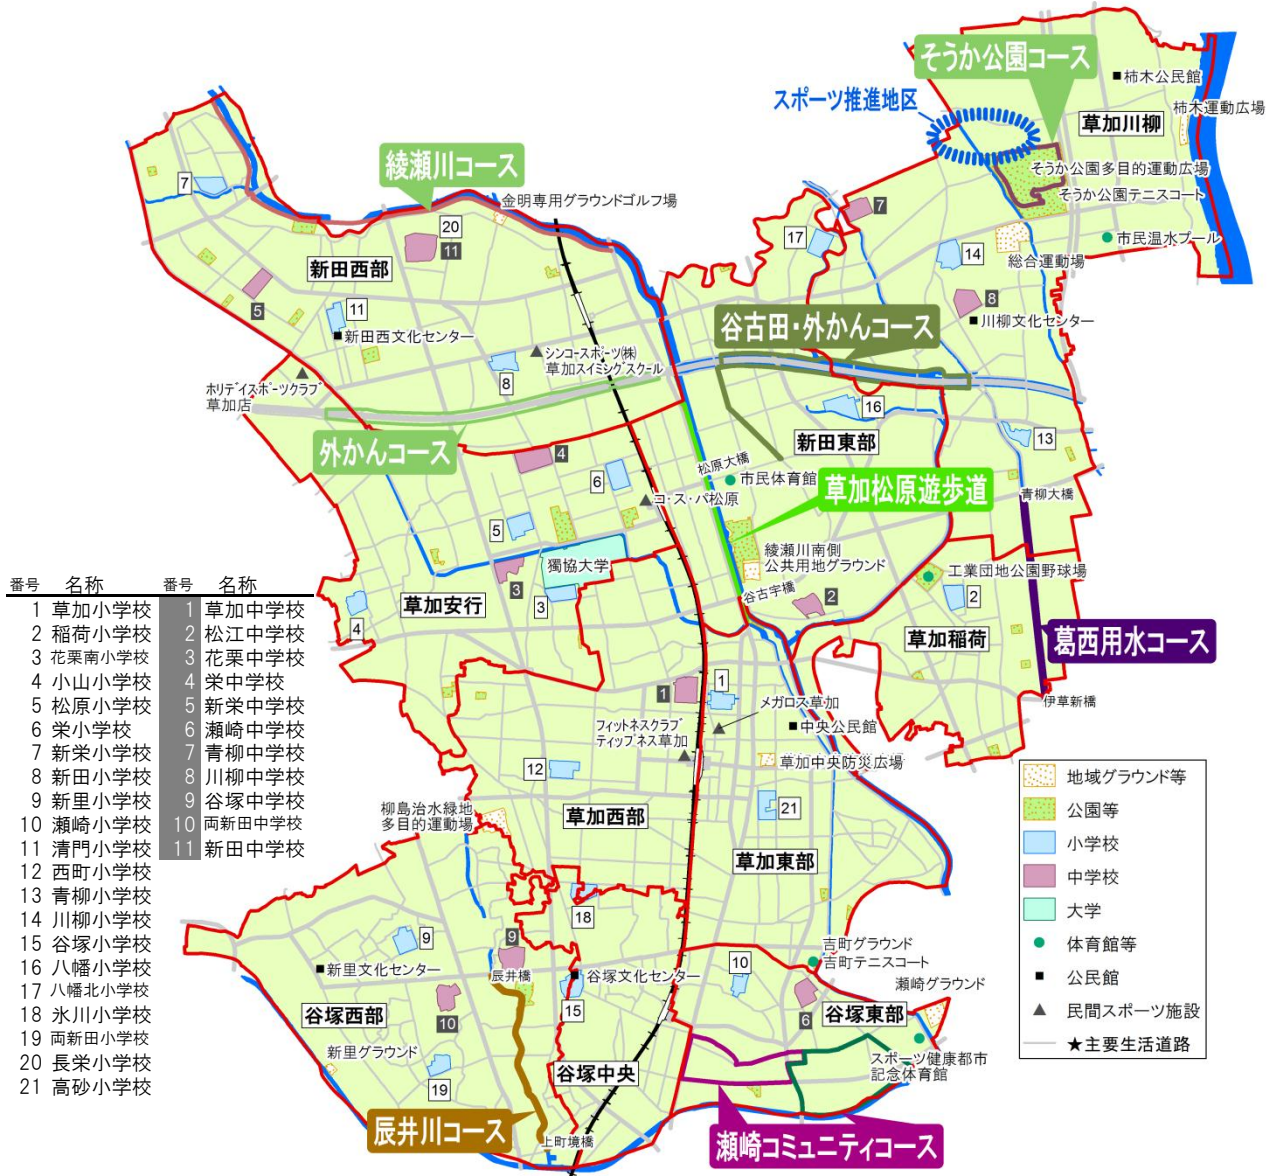 そうか公園コース
スポーツ推進地区
柿木公民館
柿木運動広場
草加川柳
綾瀬川コース
そうか公園多目的運動広場
そうか公園テニスコート
7
金明専用グラウンドゴルフ場
20
11
7
17
市民温水プール
14
総合運動場
新田西部
5
11
新田西文化センター
8
川柳文化センター
谷古田・外かんコース
シンコースポーツ㈱
草加スイミングスクール
8
ホリデイスポーツクラブ
草加店
外かんコース
16
新田東部
13
4
6
松原大橋
市民体育館
草加松原遊歩道
青柳大橋
コ・ス・パ松原
5
綾瀬川南側
公共用地グラウンド
獨協大学
工業団地公園野球場
3
3
谷古宇橋
2
2
草加安行
4
草加稲荷
葛西用水コース
伊草新橋
番号 名称 番号 名称
1 草加小学校 1 草加中学校
2 稲荷小学校 2 松江中学校
3 花栗南小学校 3 花栗中学校
4 小山小学校 4 栄中学校
5 松原小学校 5 新栄中学校
6 栄小学校 6 瀬崎中学校
7 新栄小学校 7 青柳中学校
8 新田小学校 8 川柳中学校
9 新里小学校 9 谷塚中学校
10 瀬崎小学校 10 両新田中学校
11 清門小学校 11 新田中学校
12 西町小学校
13 青柳小学校
14 川柳小学校
15 谷塚小学校
16 八幡小学校
17 八幡北小学校
18 氷川小学校
19 両新田小学校
20 長栄小学校
21 高砂小学校
1
1
メガロス草加
フィットネスクラブ
ティップネス草加
中央公民館
草加中央防災広場
12
柳島治水緑地
多目的運動場
草加西部
21
草加東部
18
9
新里文化センター
9
辰井橋
谷塚文化センター
15
10
吉町グラウンド
吉町テニスコート
瀬崎グラウンド
10
谷塚西部
6
谷塚東部
新里グラウンド
19
谷塚中央
スポーツ健康都市
記念体育館
辰井川コース
上町境橋
瀬崎コミュニティコース
地域グラウンド等
公園等
小学校
中学校
大学
体育館等
公民館
民間スポーツ施設
★主要生活道路